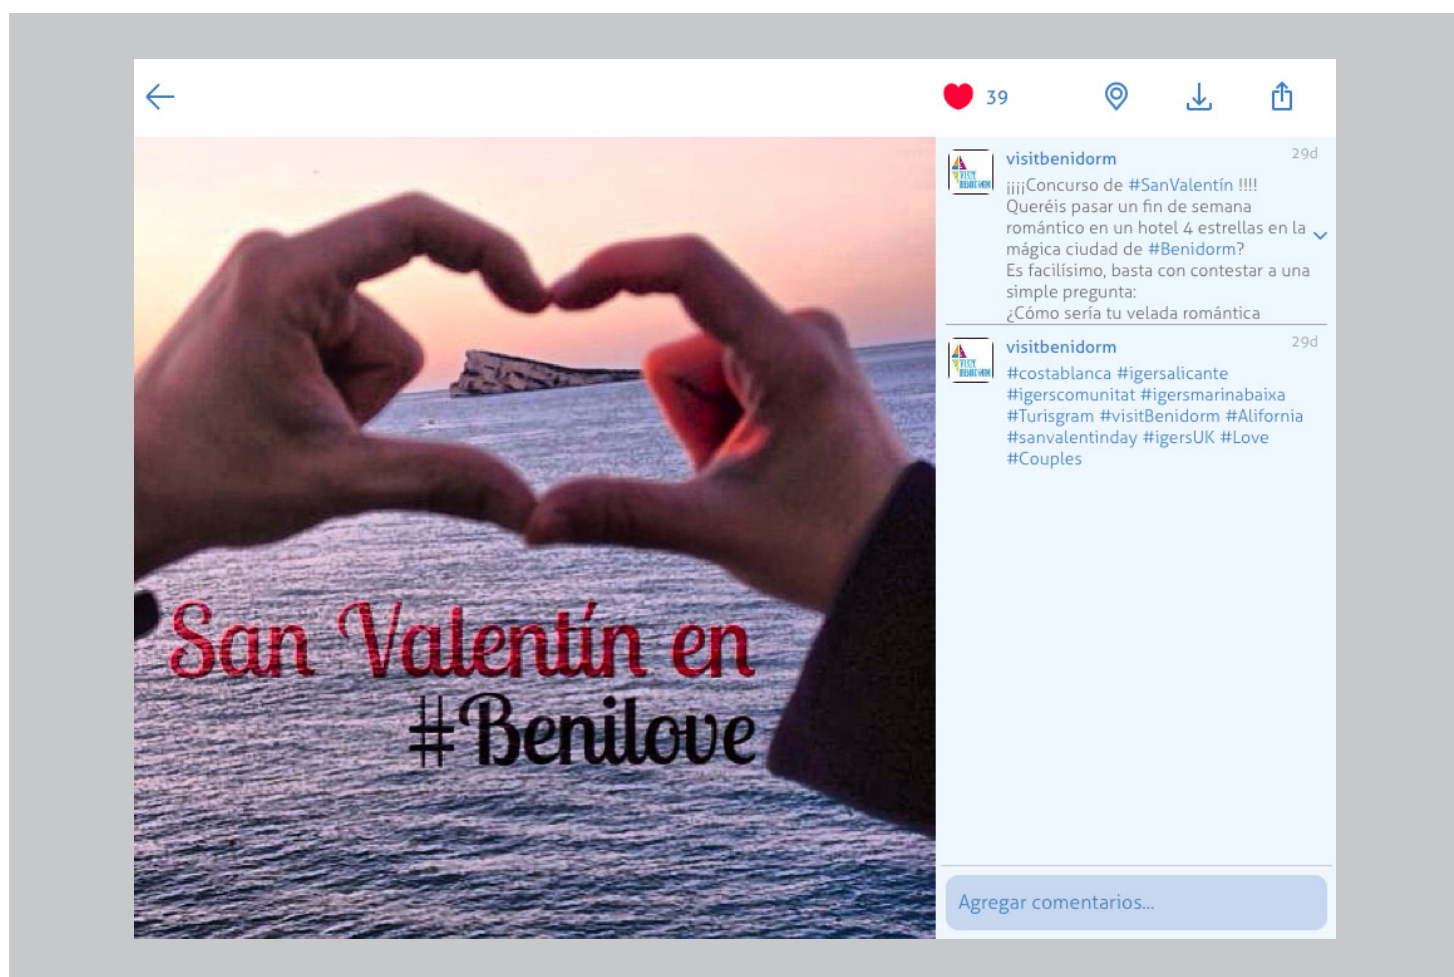 39
visitbenidorm
29d
¡¡¡¡Concurso de #SanValentín !!!!
Queréis pasar un fin de semana
romántico en un hotel 4 estrellas en la
mágica ciudad de #Benidorm?
Es facilísimo, basta con contestar a una
simple pregunta:
¿Cómo sería tu velada romántica
visitbenidorm
29d
#costablanca #igersalicante
#igerscomunitat #igersmarinabaixa
#Turisgram #visitBenidorm #Alifornia
#sanvalentinday #igersUK #Love
#Couples
San Valentín en
#Benilove
Agregar comentarios...